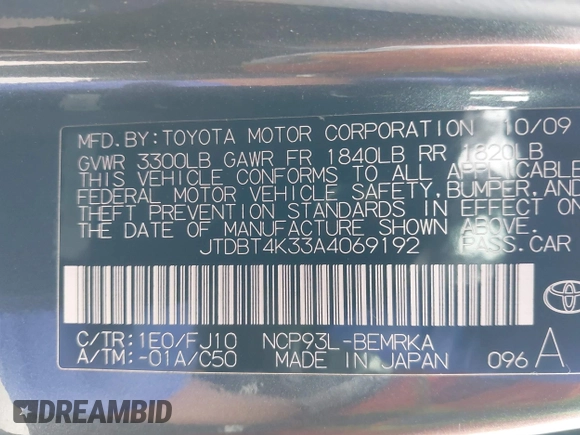 MFD. BY:TOYOTA MOTOR CORPORATION 10/09
GVWR 3300LB GAWR FR 1840LB RR 1820LB
THIS VEHICLE CONFORMS TO ALL APPLICABLE
FEDERAL MOTOR VEHICLE SAFETY, BUMPER, AND
THEFT PREVENTION STANDARDS IN EFFECT ON
THE DATE OF MANUFACTURE SHOWN ABOVE.
JTDBT4K33A4069192 PASS. CAR
C/TR:1E0/FJ10 NCP93L-BEMRKA
A/TM:-01A/C50 MADE IN JAPAN 096 A
DREAMBID